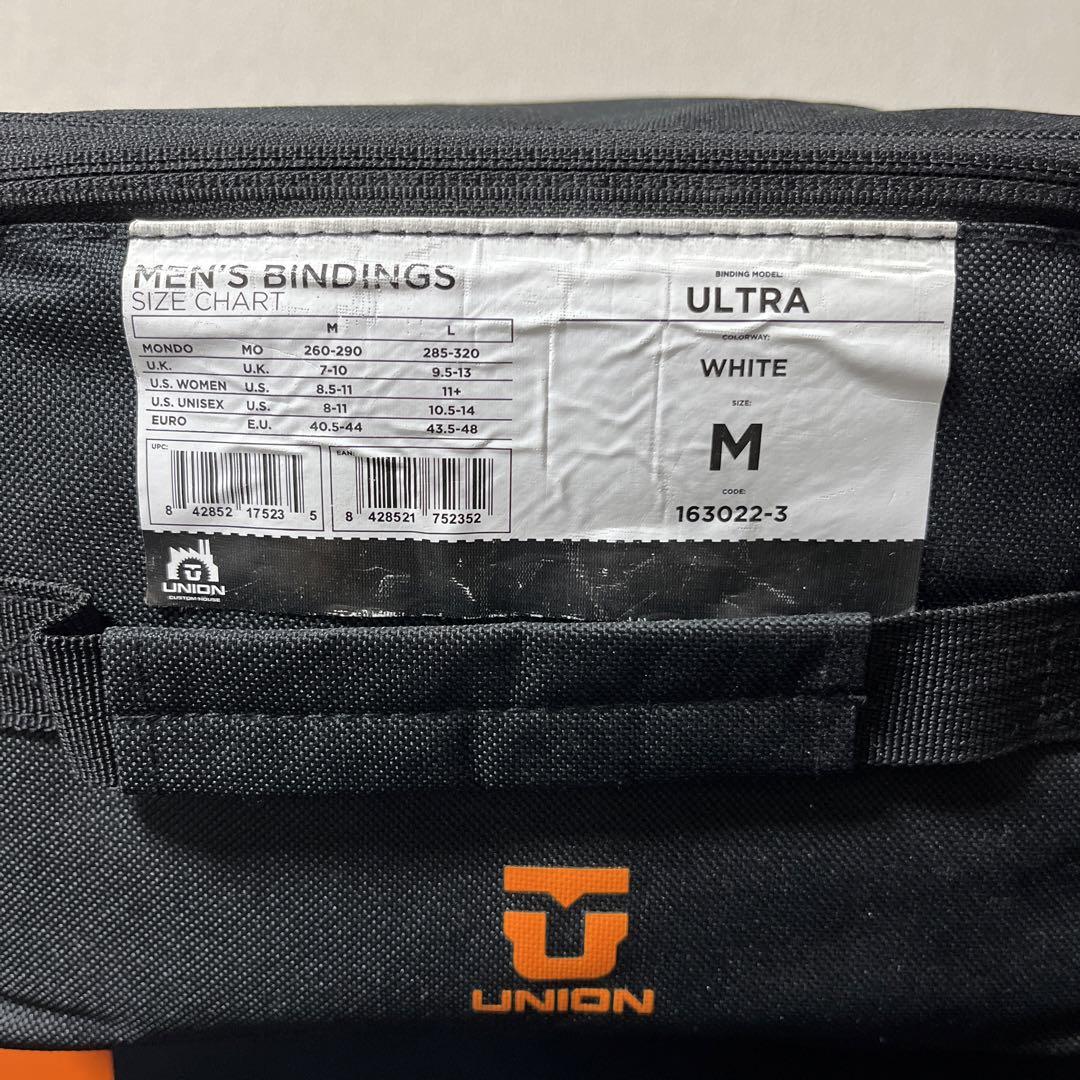 MEN'S BINDINGS
SIZE CHART
M L
MONDO MO 260-290 285-320
U.K. U.K. 7-10 9.5-13
U.S. WOMEN U.S. 8.5-11 11+
U.S. UNISEX U.S. 8-11 10.5-14
EURO E.U. 40.5-44 43.5-48
UPC:
8 42852 17523 5
EAN:
8 428521 752352
BINDING MODEL:
ULTRA
COLORWAY:
WHITE
SIZE:
M
CODE:
163022-3
UNION
CUSTOM HOUSE
UNION